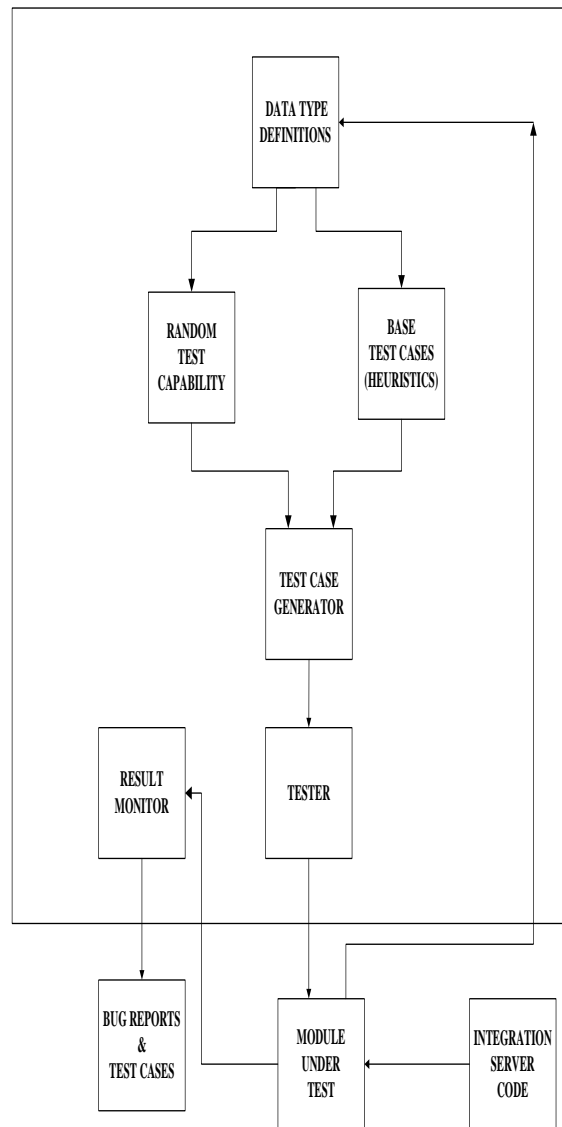 DATA TYPE
DEFINITIONS
RANDOM
TEST
CAPABILITY
BASE
TEST CASES
(HEURISTICS)
TEST CASE
GENERATOR
RESULT
MONITOR
TESTER
BUG REPORTS
&
TEST CASES
MODULE
UNDER
TEST
INTEGRATION
SERVER
CODE